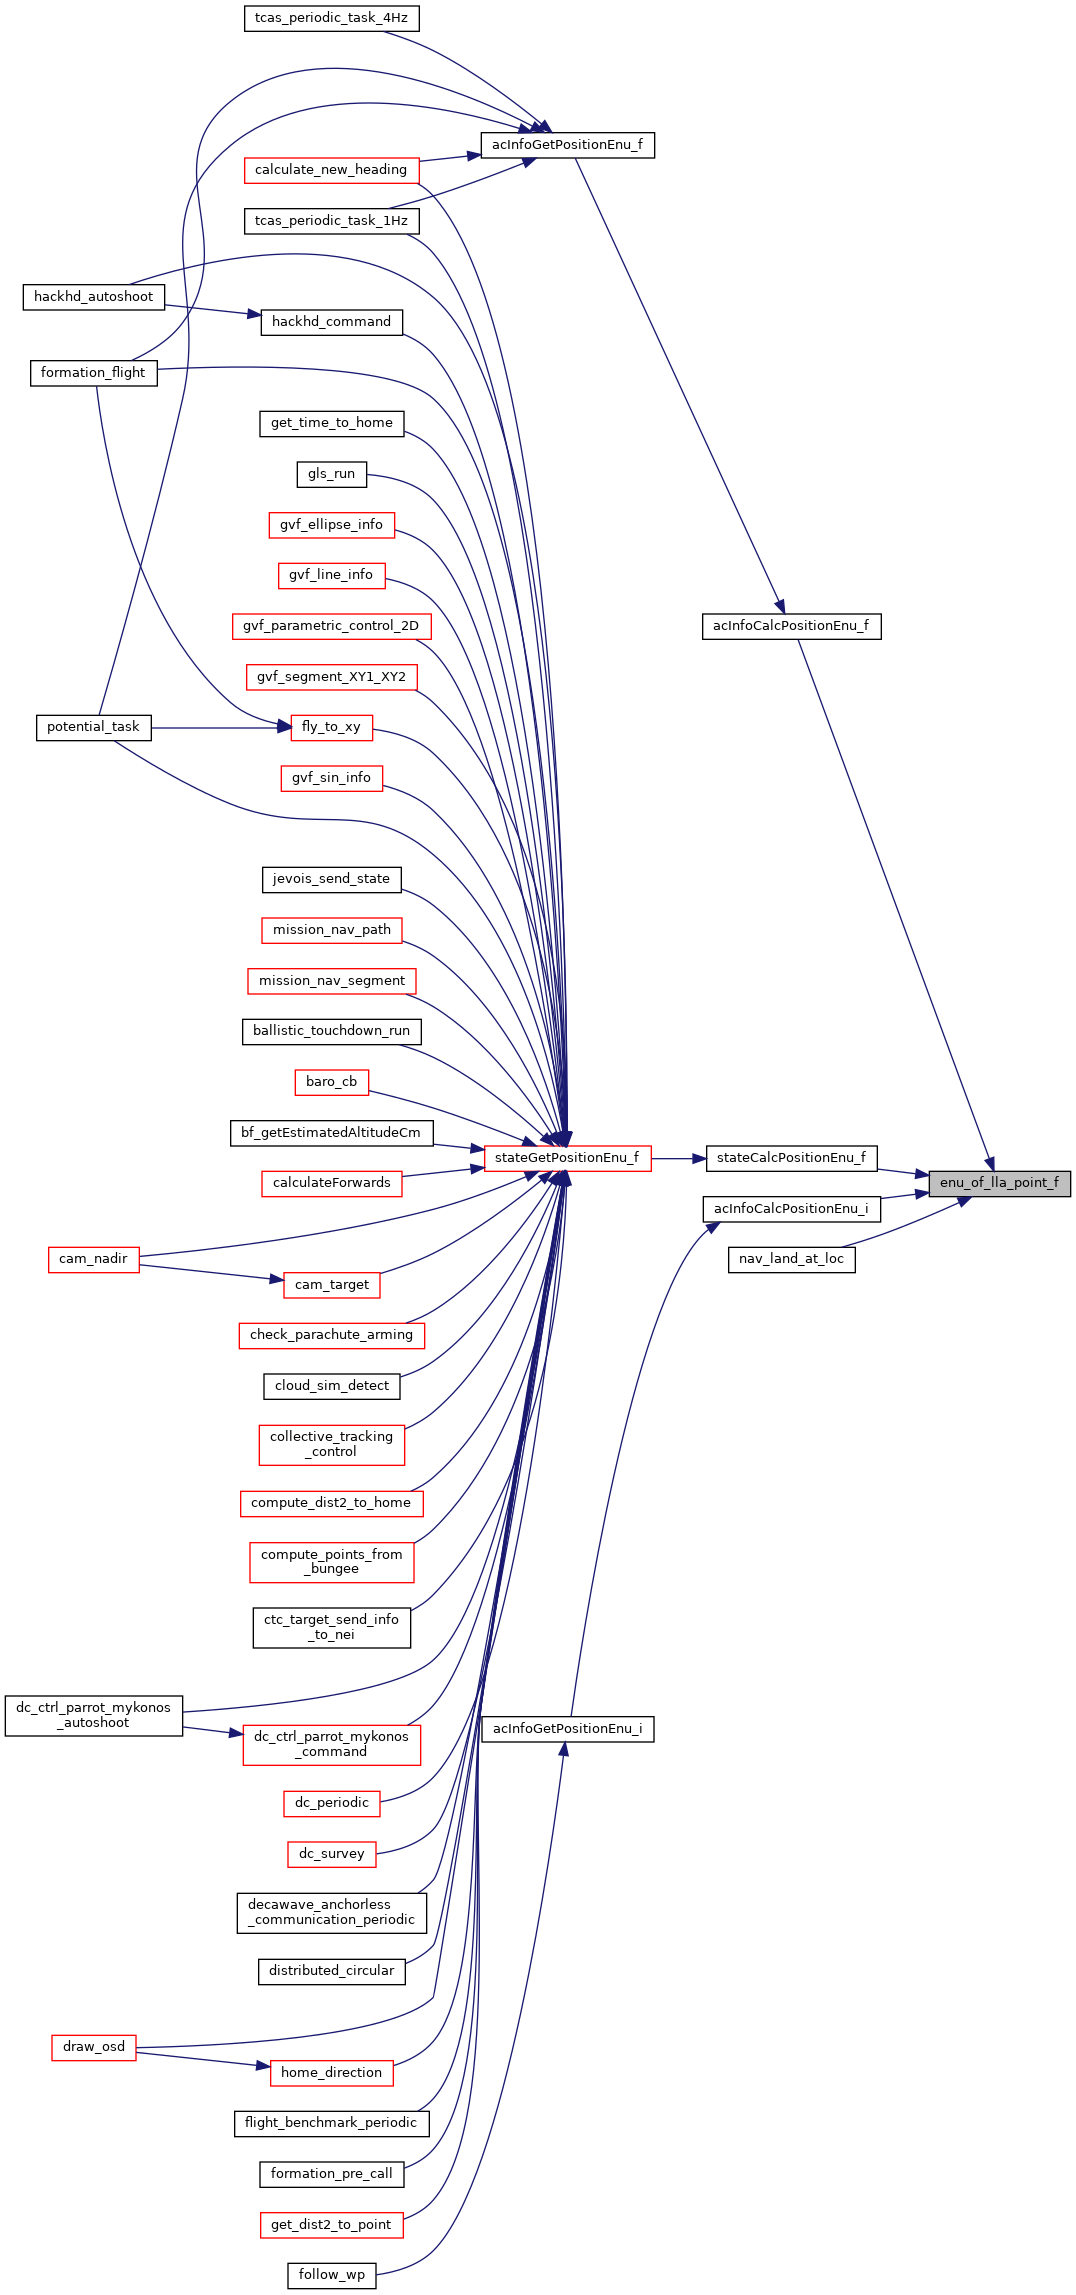 tcas_periodic_task_4Hz
acInfoGetPositionEnu_f
calculate_new_heading
tcas_periodic_task_1Hz
hackhd_autoshoot
hackhd_command
formation_flight
get_time_to_home
gls_run
gvf_ellipse_info
gvf_line_info
acInfoCalcPositionEnu_f
gvf_parametric_control_2D
gvf_segment_XY1_XY2
potential_task
fly_to_xy
gvf_sin_info
jevois_send_state
mission_nav_path
mission_nav_segment
ballistic_touchdown_run
baro_cb
bf_getEstimatedAltitudeCm
stateGetPositionEnu_f
stateCalcPositionEnu_f
enu_of_lla_point_f
calculateForwards
acInfoCalcPositionEnu_i
cam_nadir
nav_land_at_loc
cam_target
check_parachute_arming
cloud_sim_detect
collective_tracking
_control
compute_dist2_to_home
compute_points_from
_bungee
ctc_target_send_info
_to_nei
dc_ctrl_parrot_mykonos
_autoshoot
acInfoGetPositionEnu_i
dc_ctrl_parrot_mykonos
_command
dc_periodic
dc_survey
decawave_anchorless
_communication_periodic
distributed_circular
draw_osd
home_direction
flight_benchmark_periodic
formation_pre_call
get_dist2_to_point
follow_wp